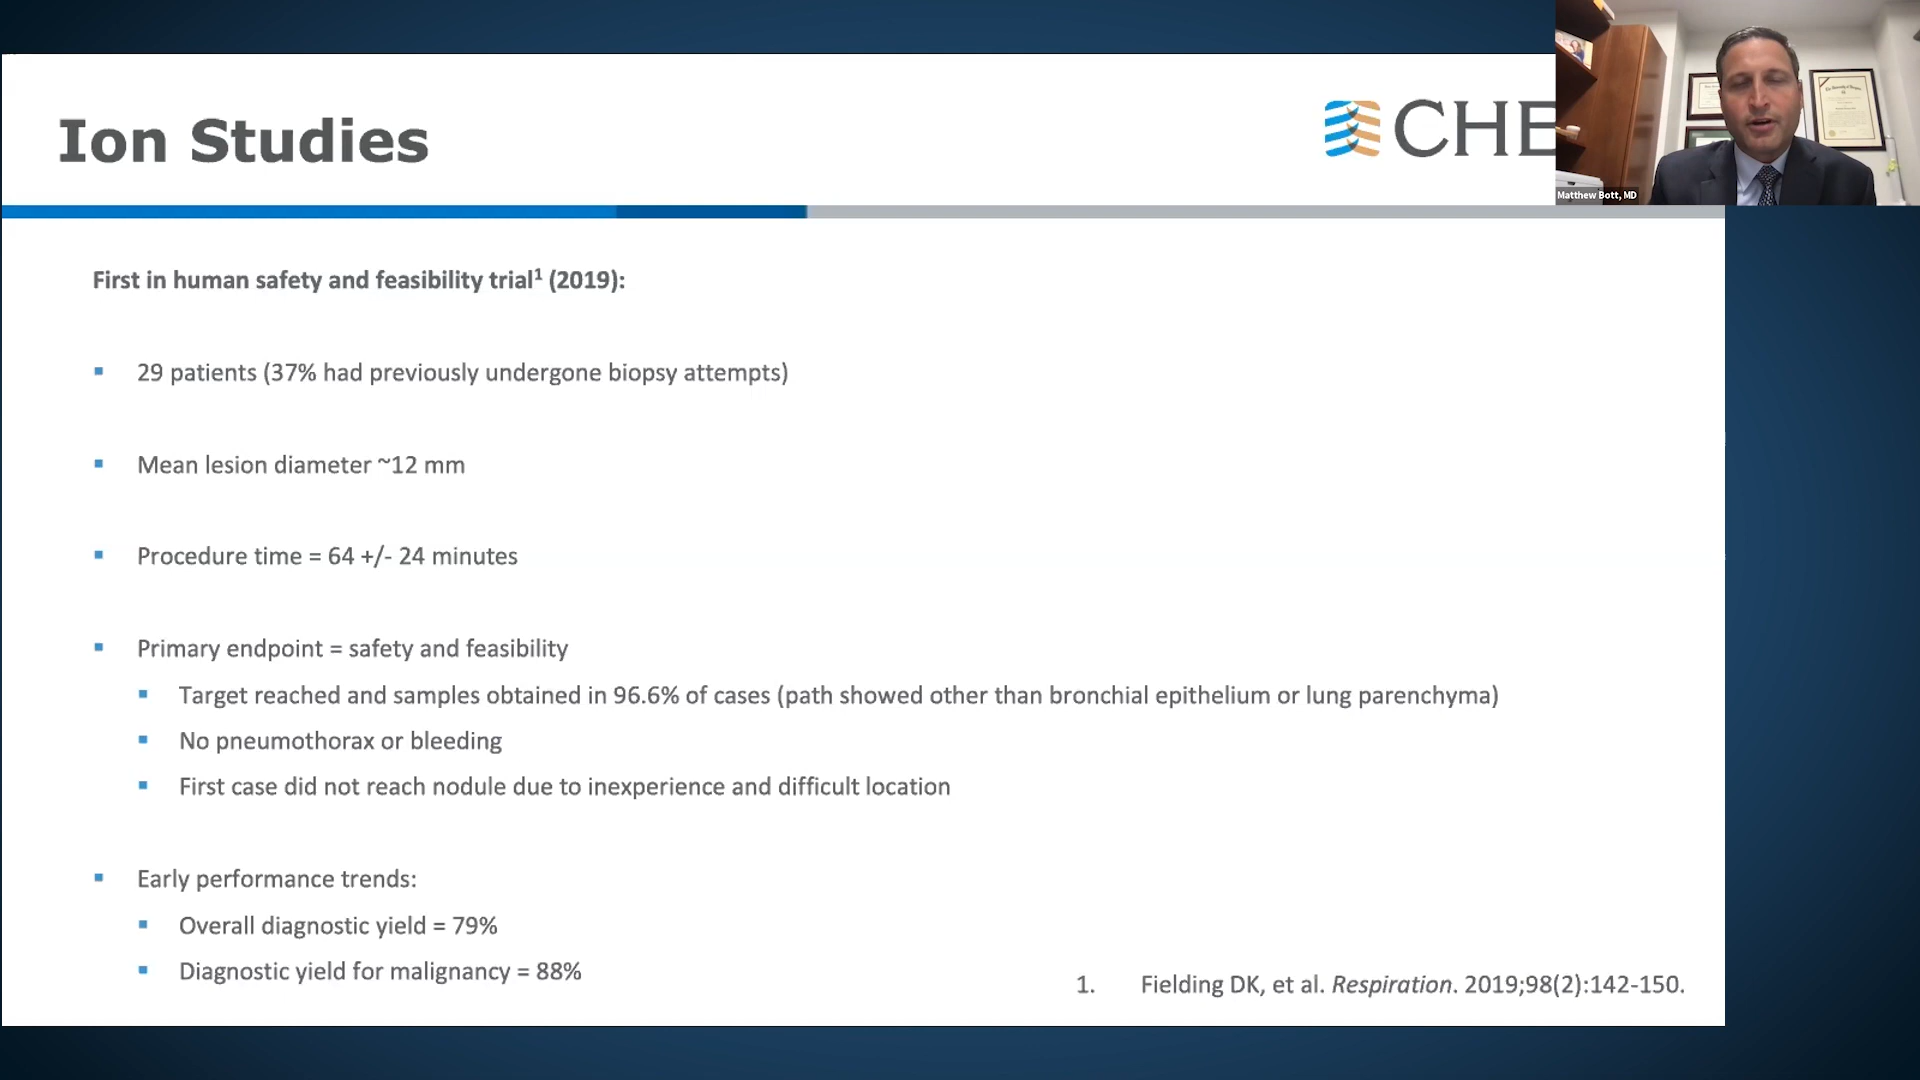 Ion Studies
CHE
Matthew Bott, MD
First in human safety and feasibility trial¹ (2019):
▪ 29 patients (37% had previously undergone biopsy attempts)
▪ Mean lesion diameter ~12 mm
▪ Procedure time = 64 +/- 24 minutes
▪ Primary endpoint = safety and feasibility
▪ Target reached and samples obtained in 96.6% of cases (path showed other than bronchial epithelium or lung parenchyma)
▪ No pneumothorax or bleeding
▪ First case did not reach nodule due to inexperience and difficult location
▪ Early performance trends:
▪ Overall diagnostic yield = 79%
▪ Diagnostic yield for malignancy = 88%
1. Fielding DK, et al. Respiration. 2019;98(2):142-150.